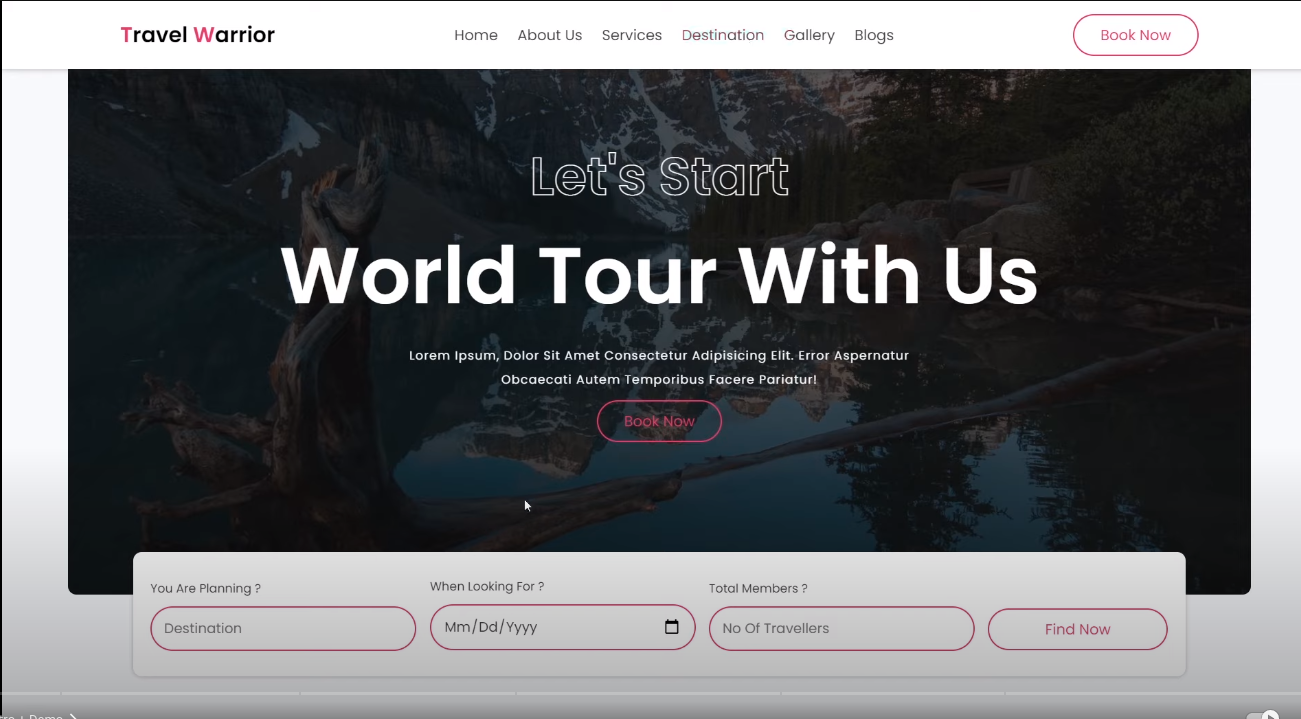 Travel Warrior
Home About Us Services Destination Gallery Blogs
Book Now
Let's Start
World Tour With Us
Lorem Ipsum, Dolor Sit Amet Consectetur Adipisicing Elit. Error Aspernatur
Obcaecati Autem Temporibus Facere Pariatur!
Book Now
You Are Planning ?
Destination
When Looking For ?
Mm/Dd/Yyyy
Total Members ?
No Of Travellers
Find Now